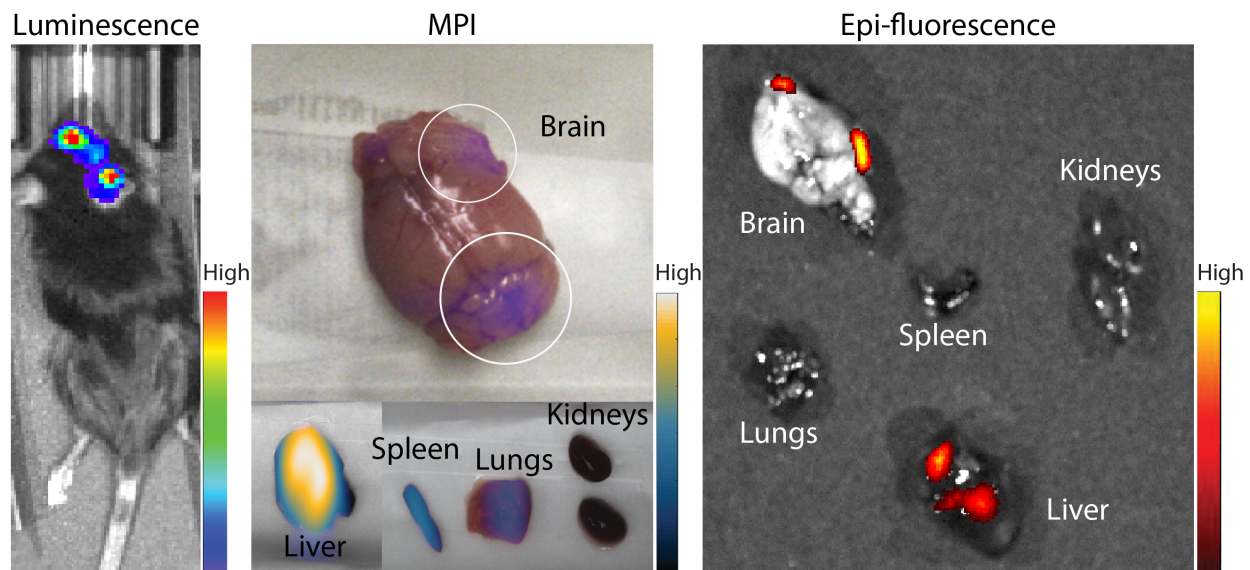 Luminescence
MPI
Epi-fluorescence
Brain
Kidneys
Brain
High
High
High
Spleen
Kidneys
Spleen
Lungs
Lungs
Liver
Liver